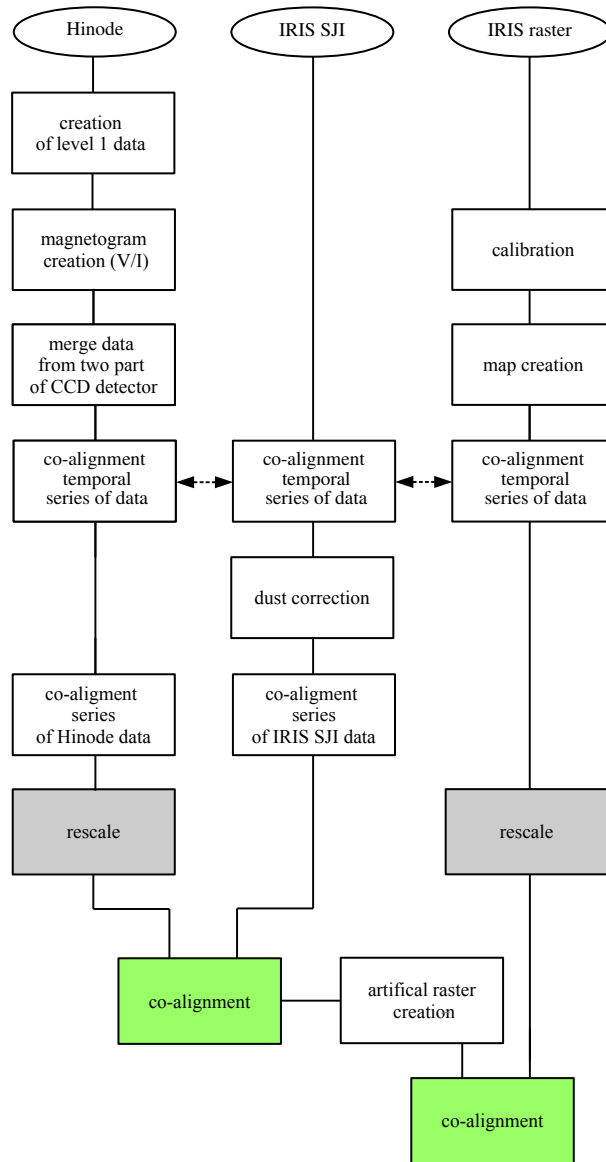 Hinode
IRIS SJI
IRIS raster
creation
of level 1 data
magnetogram
creation (V/I)
calibration
merge data
from two part
of CCD detector
map creation
co-alignment
temporal
series of data
co-alignment
temporal
series of data
co-alignment
temporal
series of data
dust correction
co-aligment
series
of Hinode data
co-aligment
series
of IRIS SJI data
rescale
rescale
co-alignment
artifical raster
creation
co-alignment